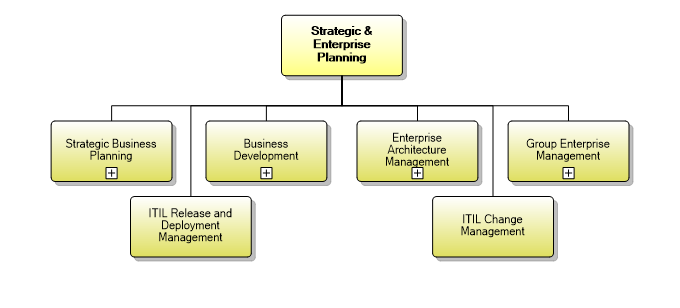 Strategic &
Enterprise
Planning
Strategic Business
Planning
Business
Development
Enterprise
Architecture
Management
Group Enterprise
Management
ITIL Release and
Deployment
Management
ITIL Change
Management